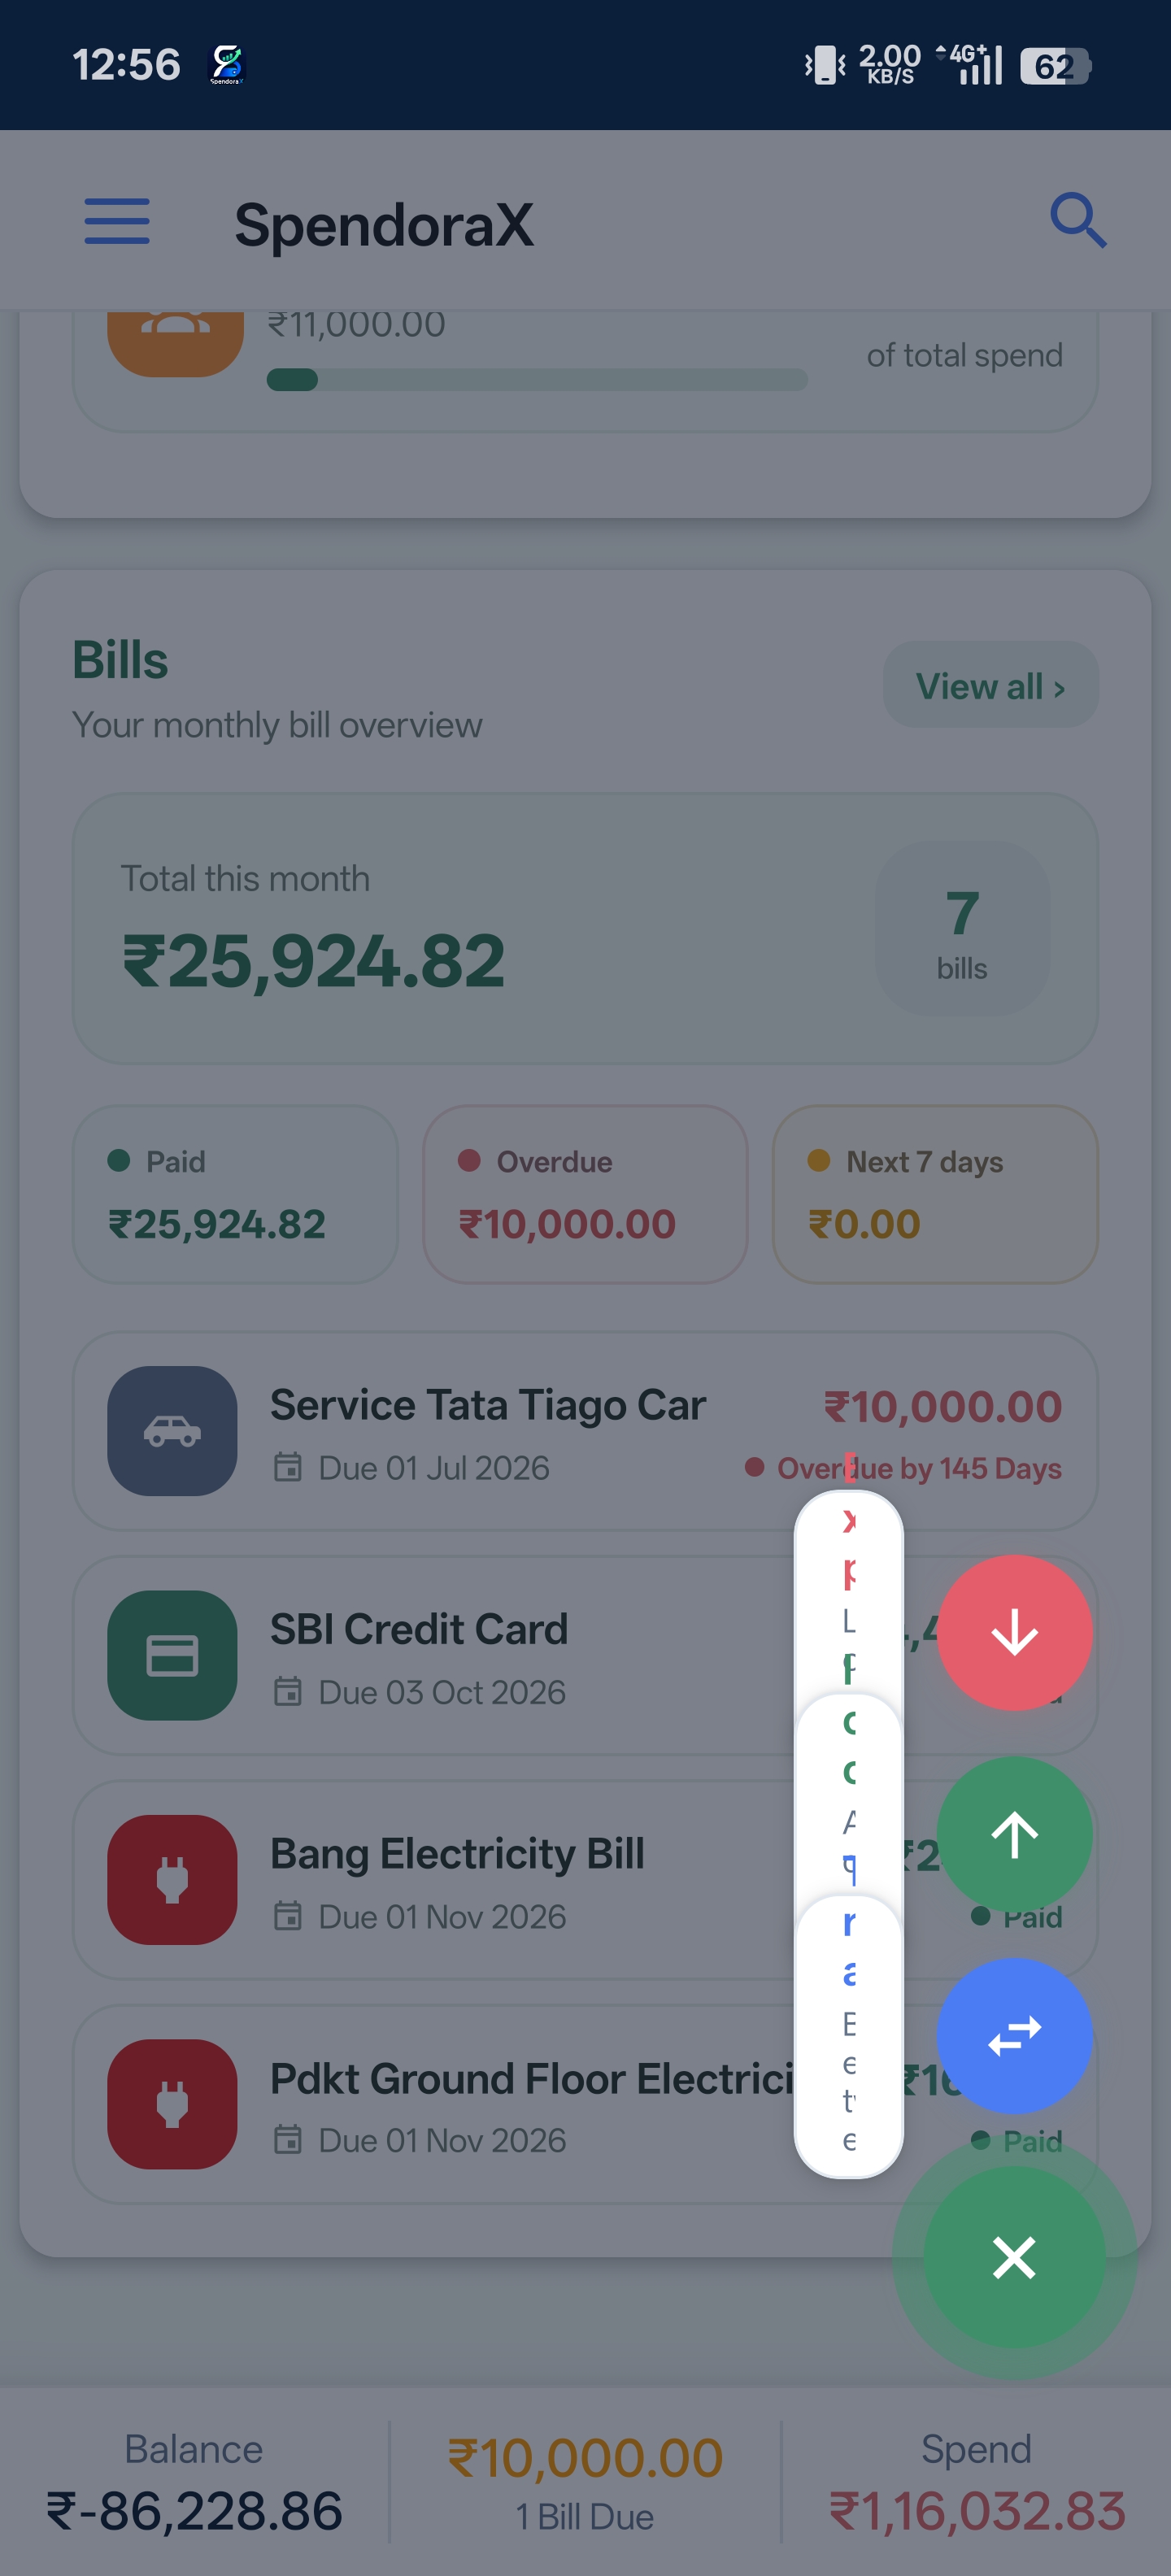 12:56
SpendoraX
2.00
KB/S
4G+
62
SpendoraX
₹11,000.00
of total spend
Bills
Your monthly bill overview
View all ›
Total this month
₹25,924.82
7
bills
Paid
₹25,924.82
Overdue
₹10,000.00
Next 7 days
₹0.00
Service Tata Tiago Car
₹10,000.00
Due 01 Jul 2026
Overdue by 145 Days
SBI Credit Card
Due 03 Oct 2026
Bang Electricity Bill
Due 01 Nov 2026
Paid
Pdkt Ground Floor
Due 01 Nov 2026
Paid
Balance
₹-86,228.86
₹10,000.00
1 Bill Due
Spend
₹1,16,032.83